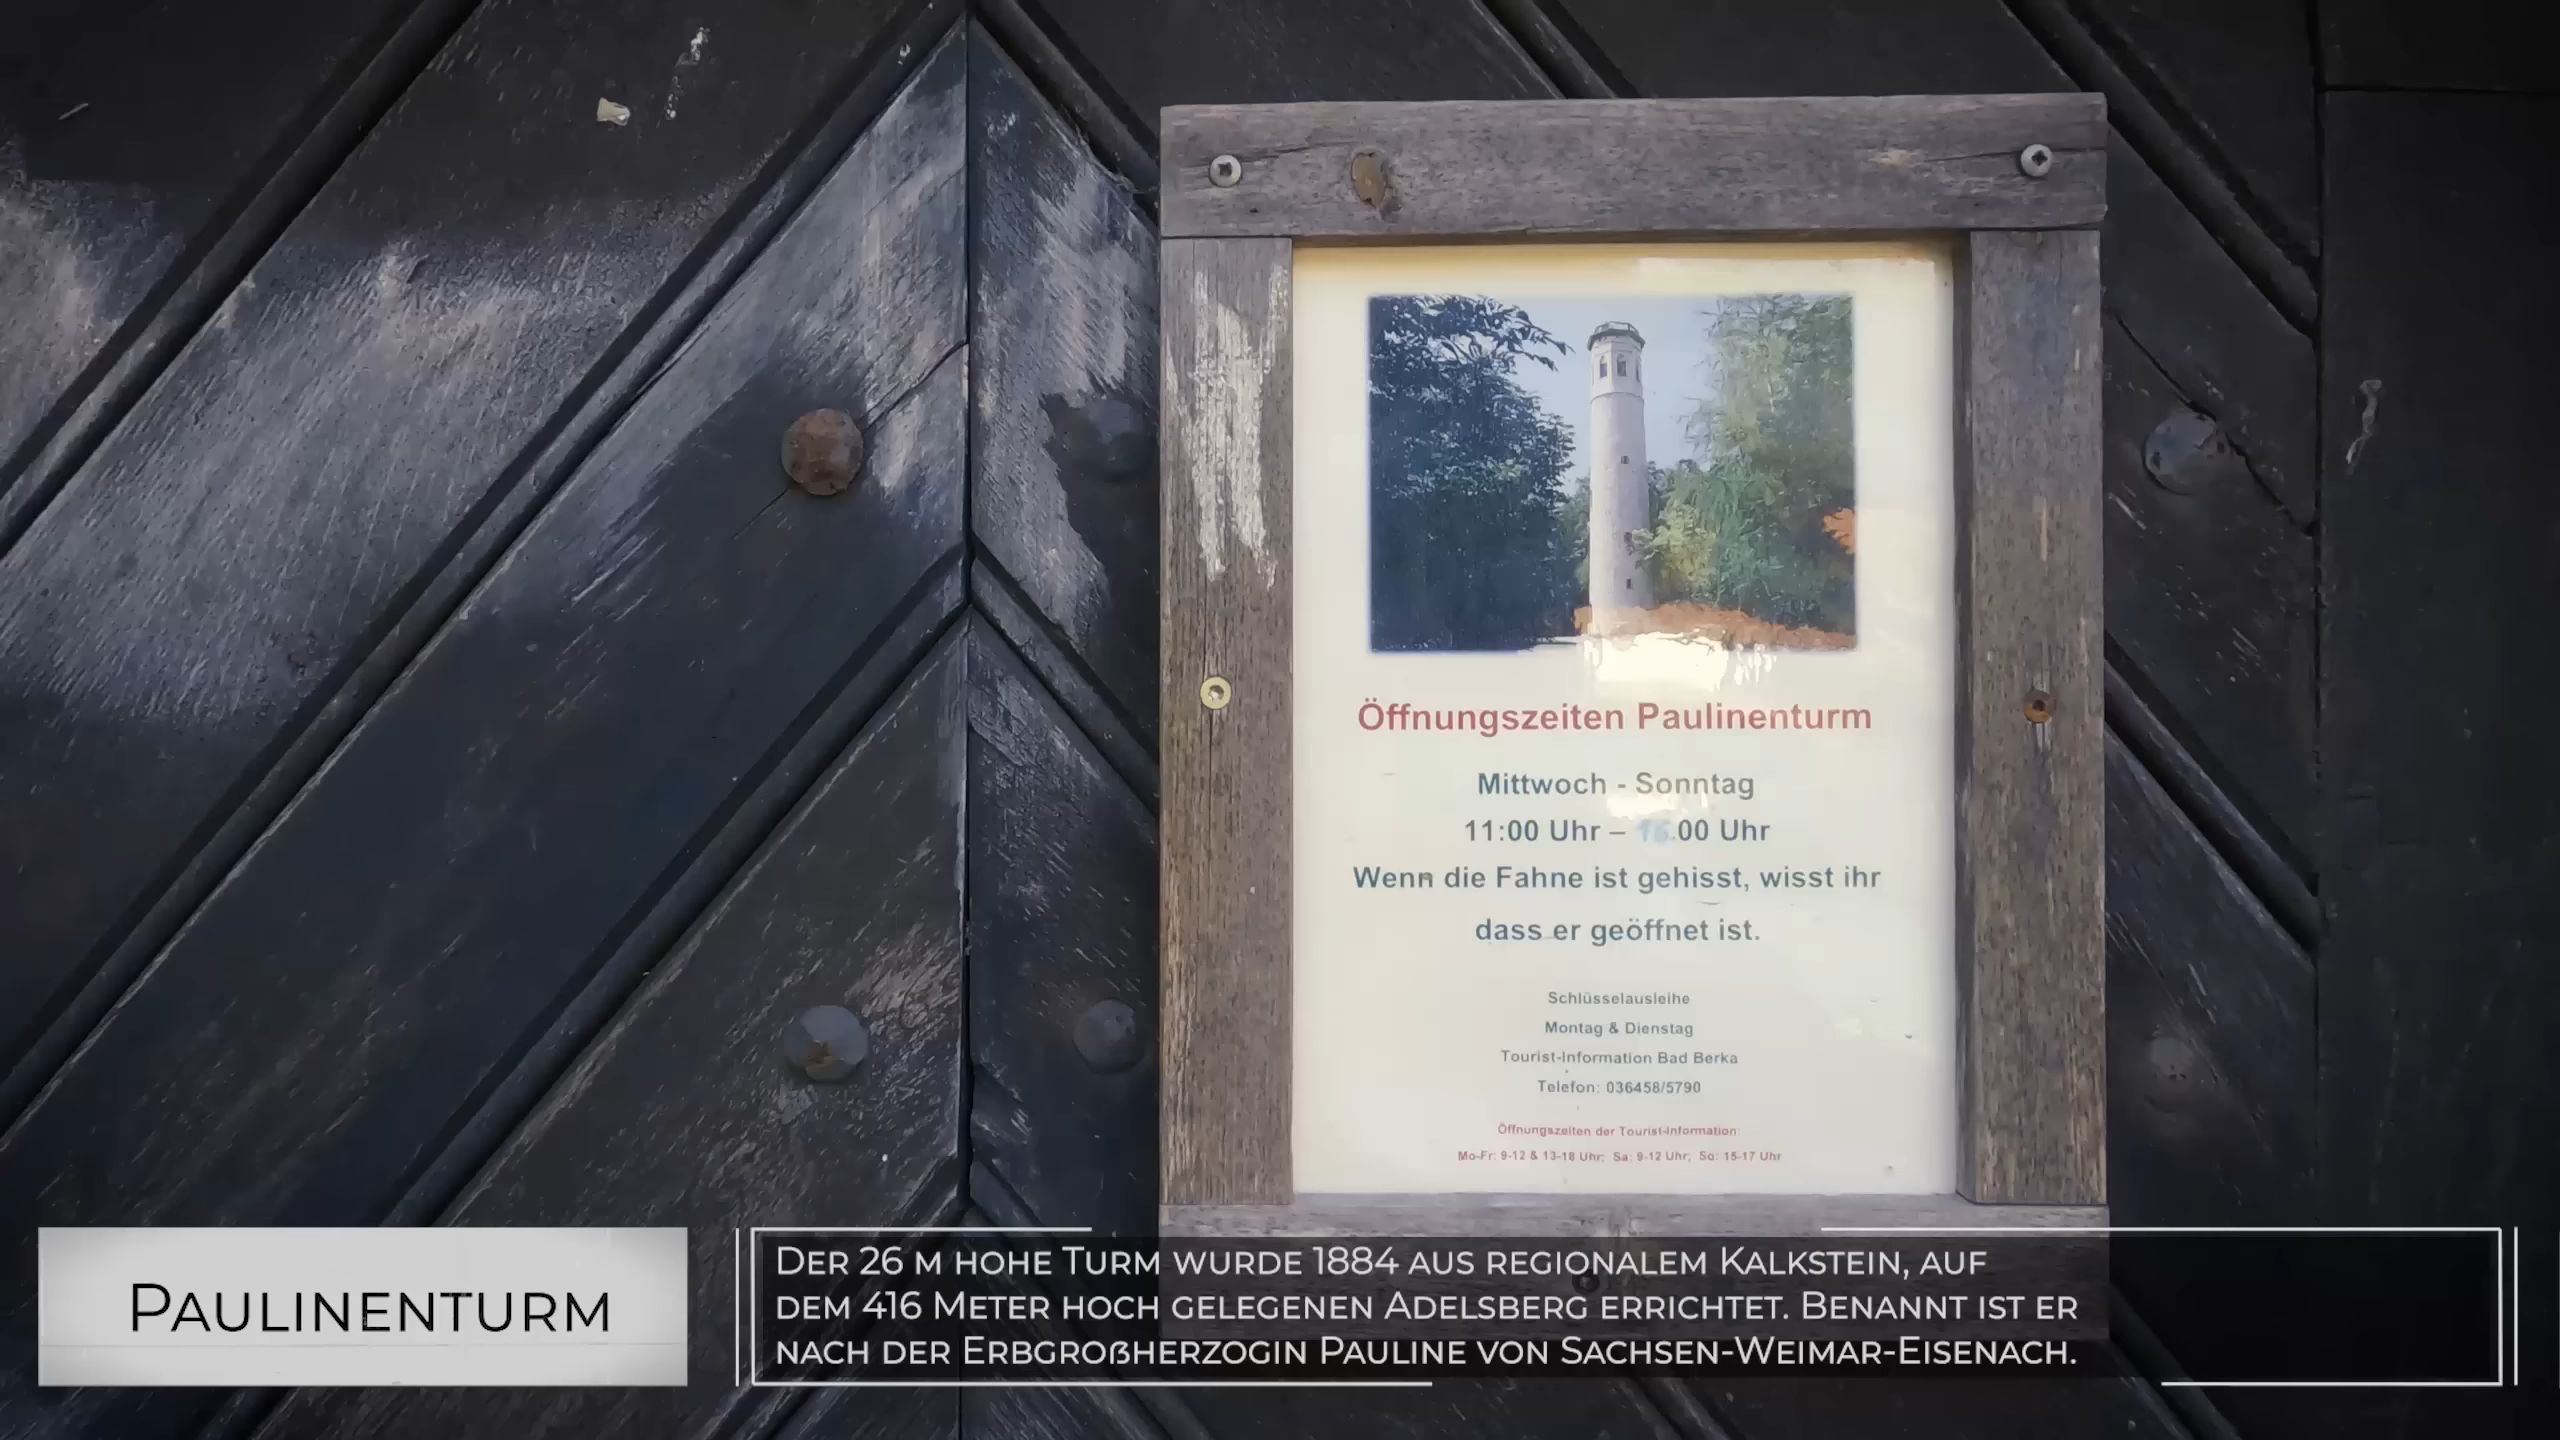 Öffnungszeiten Paulinenturm
Mittwoch - Sonntag
11:00 Uhr – 16.00 Uhr
Wenn die Fahne ist gehisst, wisst ihr
dass er geöffnet ist.
Schlüsselausleihe
Montag & Dienstag
Tourist-Information Bad Berka
Telefon: 036458/5790
Öffnungszeiten der Tourist-Information:
Mo-Fr: 9-12 & 13-18 Uhr; Sa: 9-12 Uhr; So: 15-17 Uhr
Paulinenturm
Der 26 m hohe Turm wurde 1884 aus regionalem Kalkstein, auf
dem 416 Meter hoch gelegenen Adelsberg errichtet. Benannt ist er
nach der Erbgroßherzogin Pauline von Sachsen-Weimar-Eisenach.